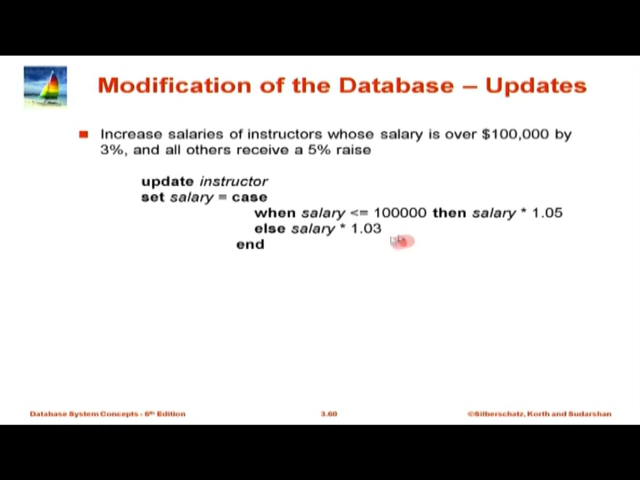 Modification of the Database – Updates
Increase salaries of instructors whose salary is over $100,000 by
3%, and all others receive a 5% raise
update instructor
set salary = case
when salary <= 100000 then salary * 1.05
else salary * 1.03
end
Database System Concepts - 6th Edition
3.60
©Silberschatz, Korth and Sudarshan